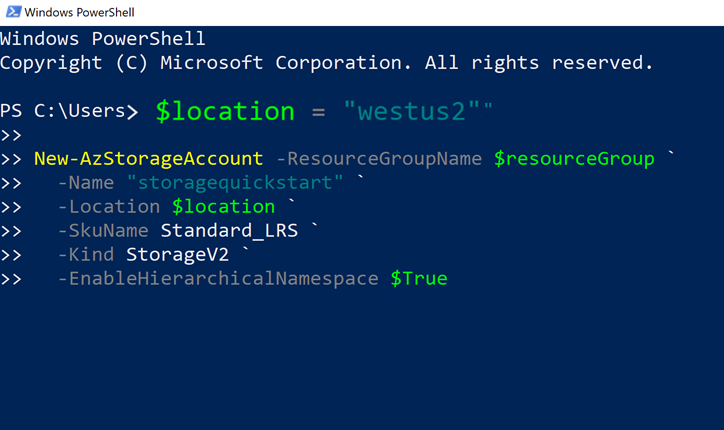 Windows PowerShell
Windows PowerShell
Copyright (C) Microsoft Corporation. All rights reserved.
PS C:\Users> $location = "westus2""
>>
>> New-AzStorageAccount -ResourceGroupName $resourceGroup `
>>   -Name "storagequickstart" `
>>   -Location $location `
>>   -SkuName Standard_LRS `
>>   -Kind StorageV2 `
>>   -EnableHierarchicalNamespace $True